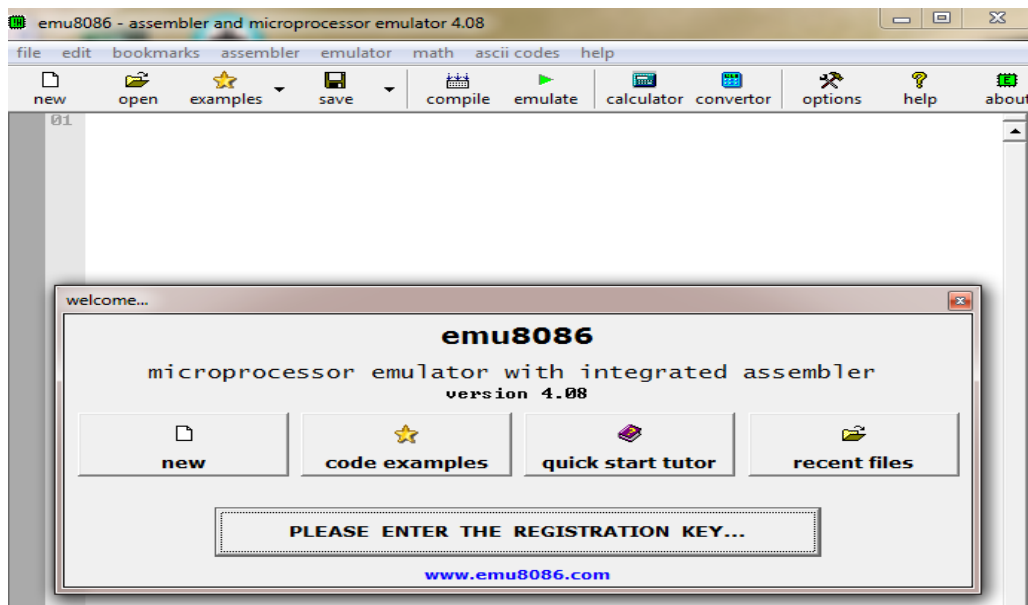 emu8086 - assembler and microprocessor emulator 4.08
file edit bookmarks assembler emulator math ascii codes help
new open examples save compile emulate calculator convertor options help about
01
welcome...
emu8086
microprocessor emulator with integrated assembler
version 4.08
new code examples quick start tutor recent files
PLEASE ENTER THE REGISTRATION KEY...
www.emu8086.com